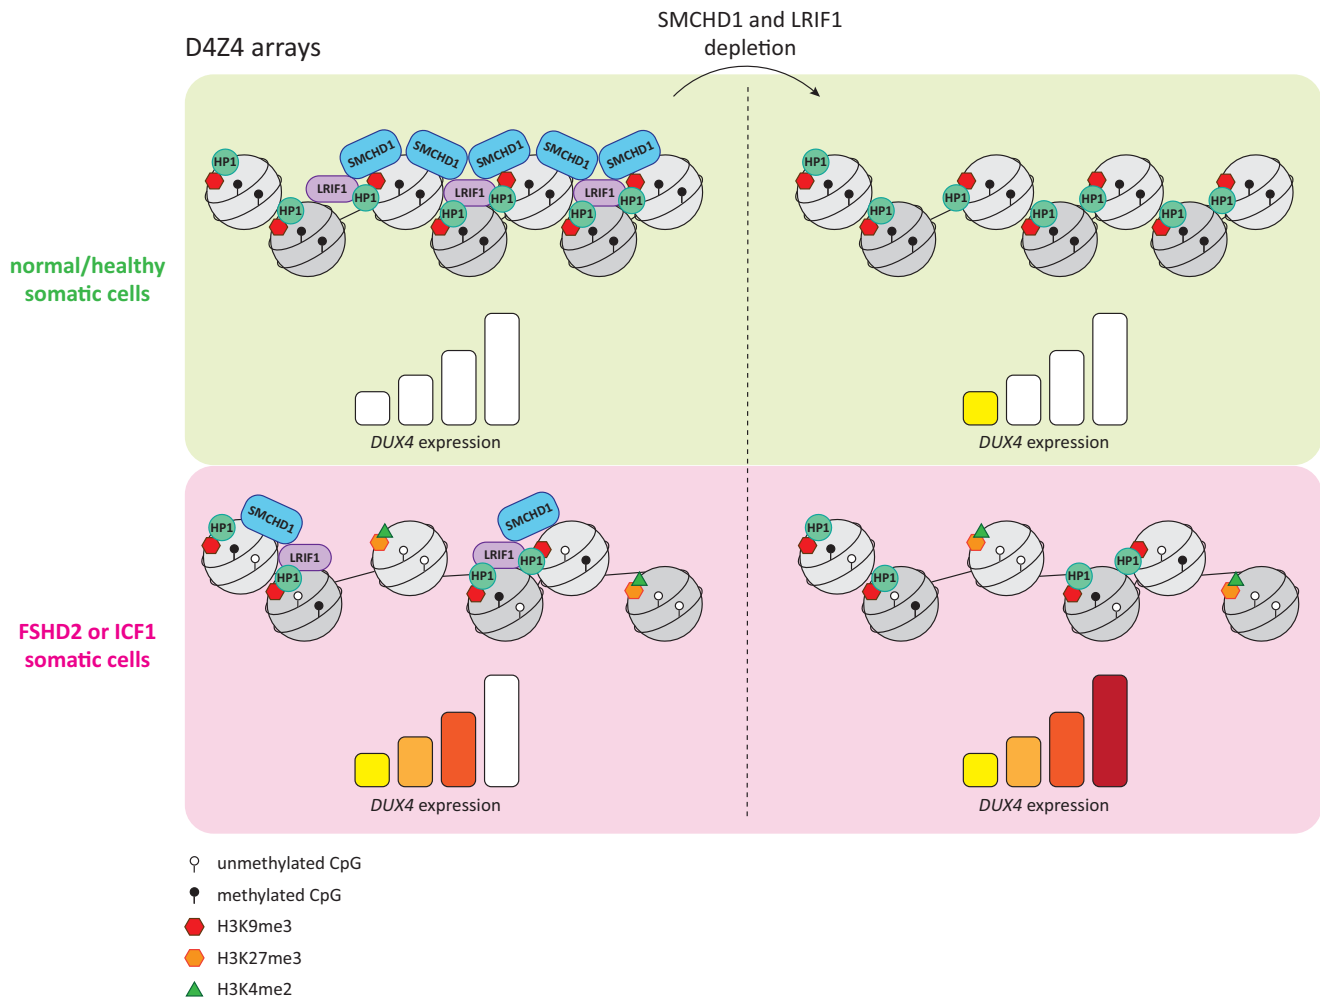 SMCHD1 and LRIF1
depletion
D4Z4 arrays
normal/healthy
somatic cells
SMCHD1 SMCHD1 SMCHD1 SMCHD1 SMCHD1
HP1 LRIF1 HP1 LRIF1 HP1 LRIF1 HP1
HP1 HP1 HP1
HP1 HP1 HP1 HP1
HP1 HP1 HP1
DUX4 expression
DUX4 expression
FSHD2 or ICF1
somatic cells
HP1 SMCHD1 SMCHD1
LRIF1 LRIF1 HP1
HP1 HP1
HP1 HP1
HP1 HP1
DUX4 expression
DUX4 expression
unmethylated CpG
methylated CpG
H3K9me3
H3K27me3
H3K4me2